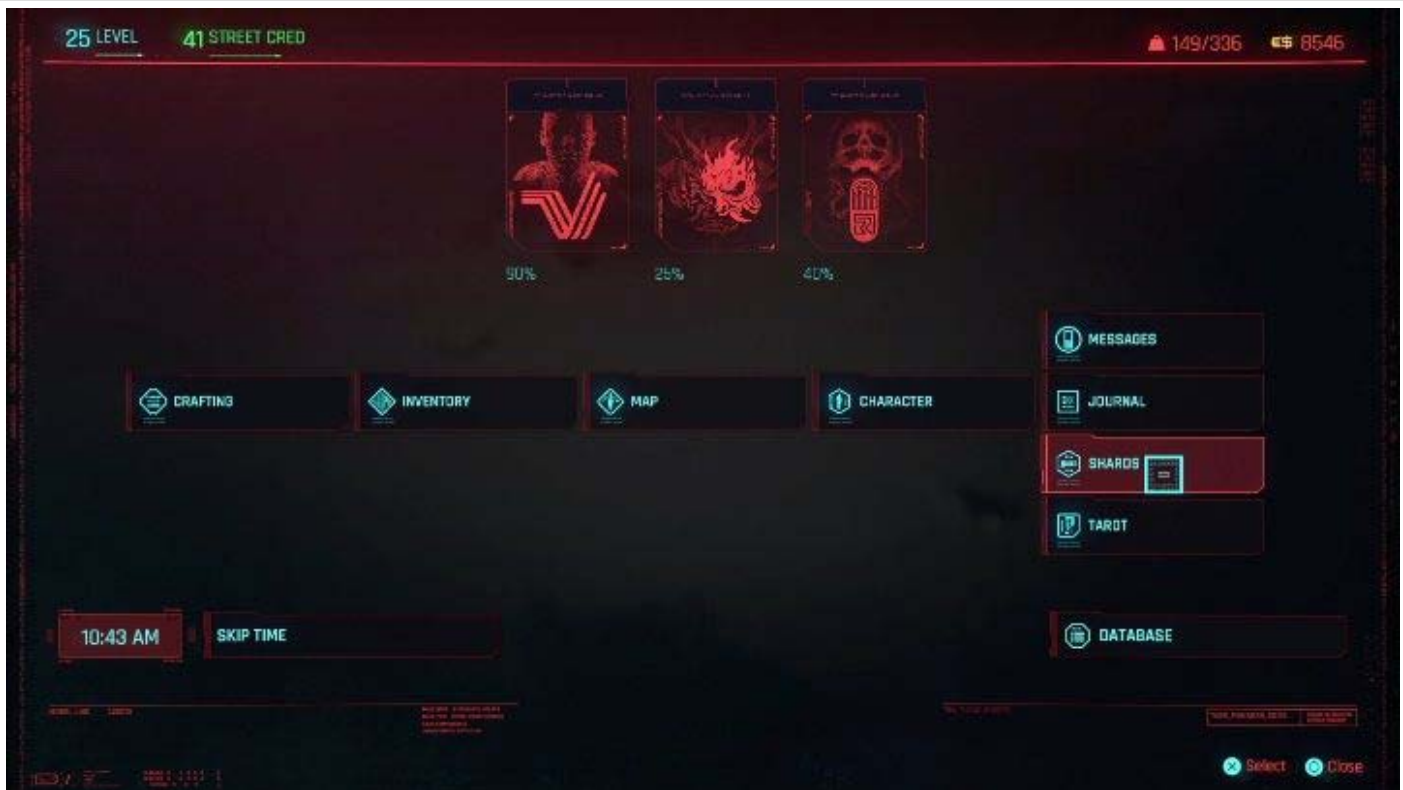 25 LEVEL 41 STREET CRED 149/336 €$ 8546
90% 25% 40%
MESSAGES
CRAFTING INVENTORY MAP CHARACTER JOURNAL
SHARDS
TAROT
10:43 AM SKIP TIME DATABASE
Select Close